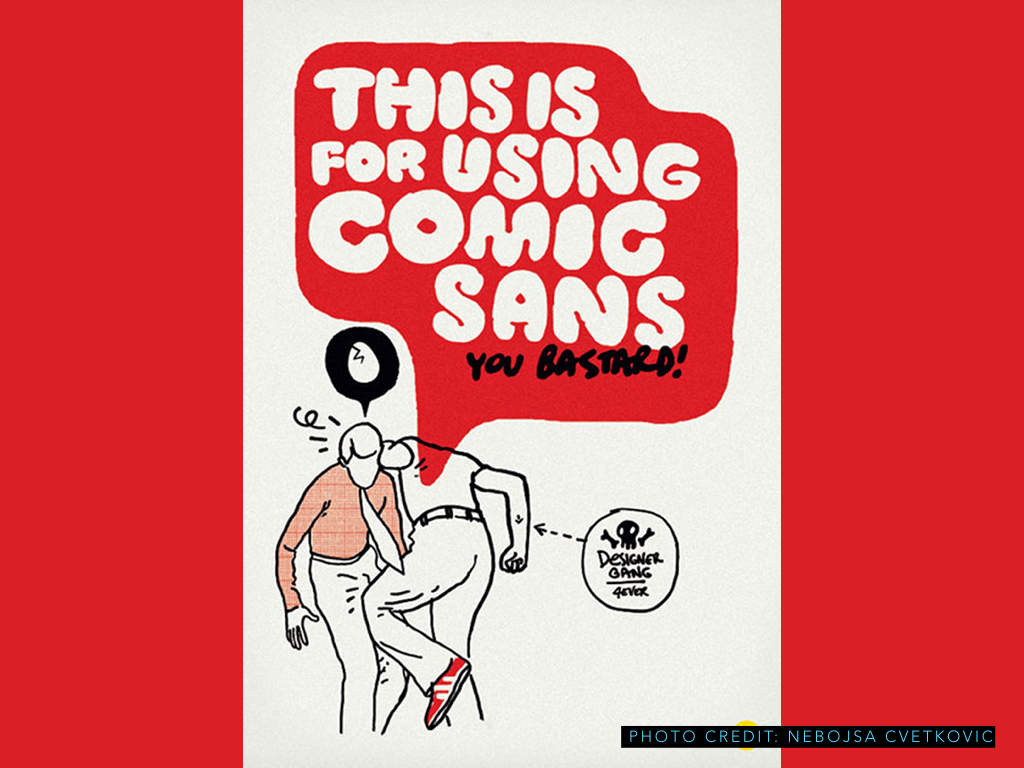 THIS IS
FOR USING
COMIC
SANS
YOU BASTARD!
DESIGNER
GANG
4EVER
PHOTO CREDIT: NEBOJSA CVETKOVIC